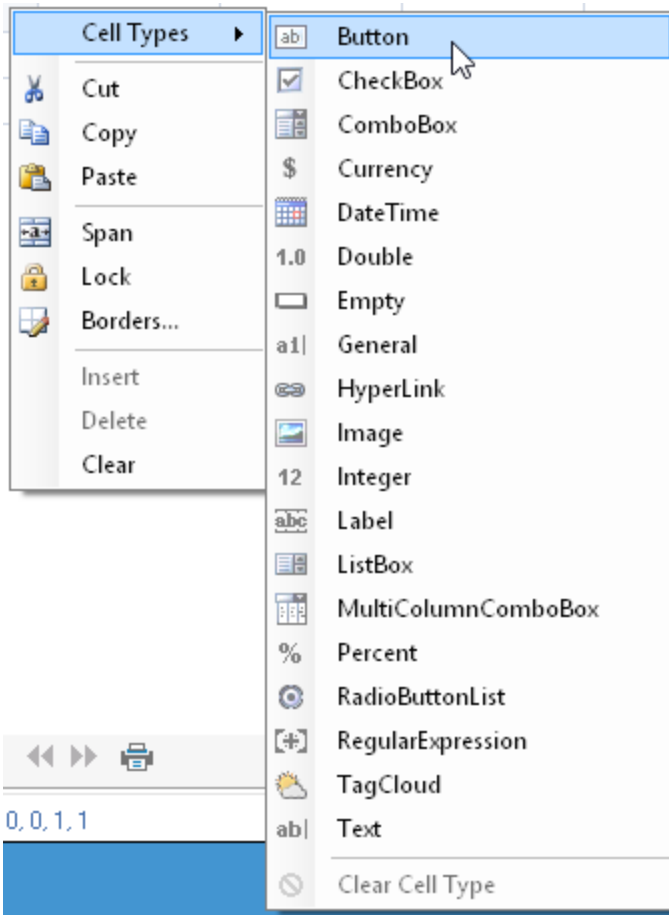 Cell Types
Cut
Copy
Paste
Span
Lock
Borders...
Insert
Delete
Clear
ab
Button
CheckBox
ComboBox
$ Currency
DateTime
1.0 Double
Empty
a1| General
HyperLink
Image
12 Integer
abc Label
ListBox
MultiColumnComboBox
% Percent
RadioButtonList
RegularExpression
TagCloud
ab| Text
Clear Cell Type
0, 0, 1, 1